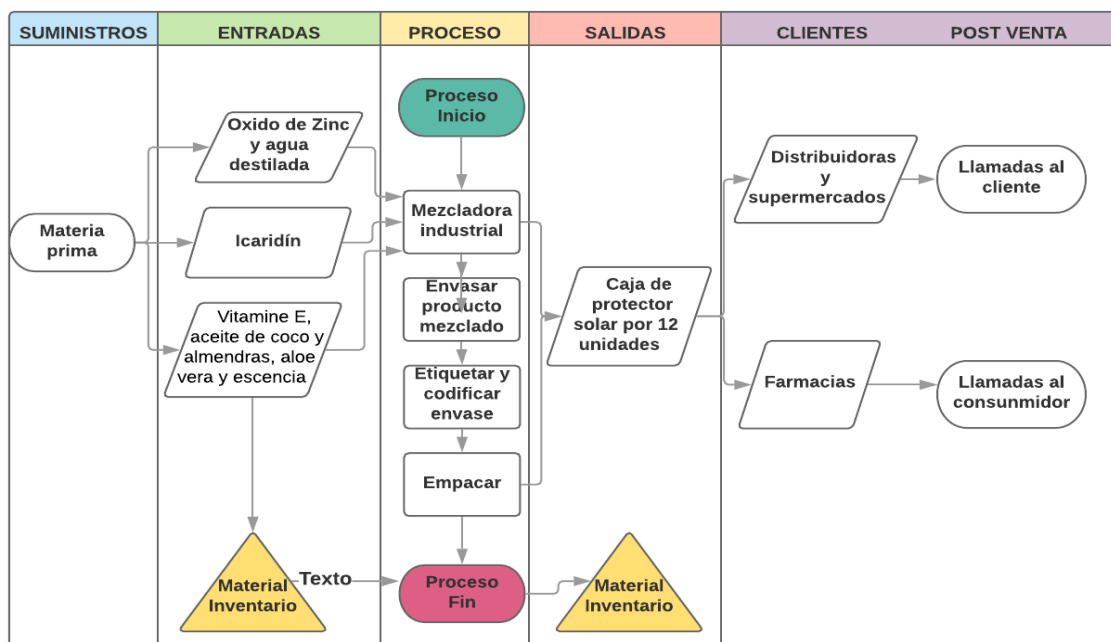 SUMINISTROS
ENTRADAS
PROCESO
SALIDAS
CLIENTES
POST VENTA
Materia
prima
Oxido de Zinc
y agua
destilada
Icaridín
Vitamine E,
aceite de coco y
almendras, aloe
vera y escencia
Material
Inventario
Texto
Proceso
Inicio
Mezcladora
industrial
Envasar
producto
mezclado
Etiquetar y
codificar
envase
Empacar
Proceso
Fin
Caja de
protector
solar por 12
unidades
Material
Inventario
Distribuidoras
y
supermercados
Farmacias
Llamadas al
cliente
Llamadas al
consunmidor